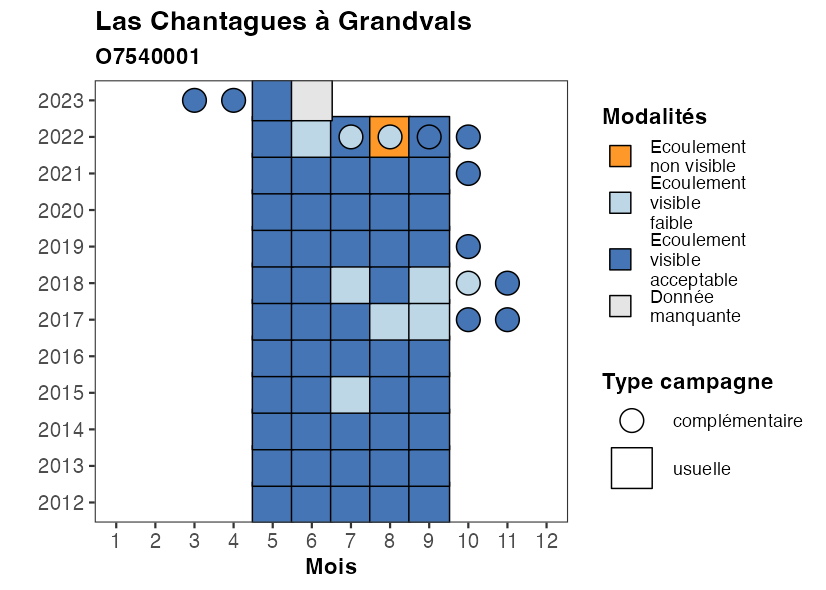 Las Chantagues à Grandvals
O7540001
2023
2022
2021
2020
2019
2018
2017
2016
2015
2014
2013
2012
1 2 3 4 5 6 7 8 9 10 11 12
Mois
Modalités
Ecoulement
non visible
Ecoulement
visible
faible
Ecoulement
visible
acceptable
Donnée
manquante
Type campagne
complémentaire
usuelle